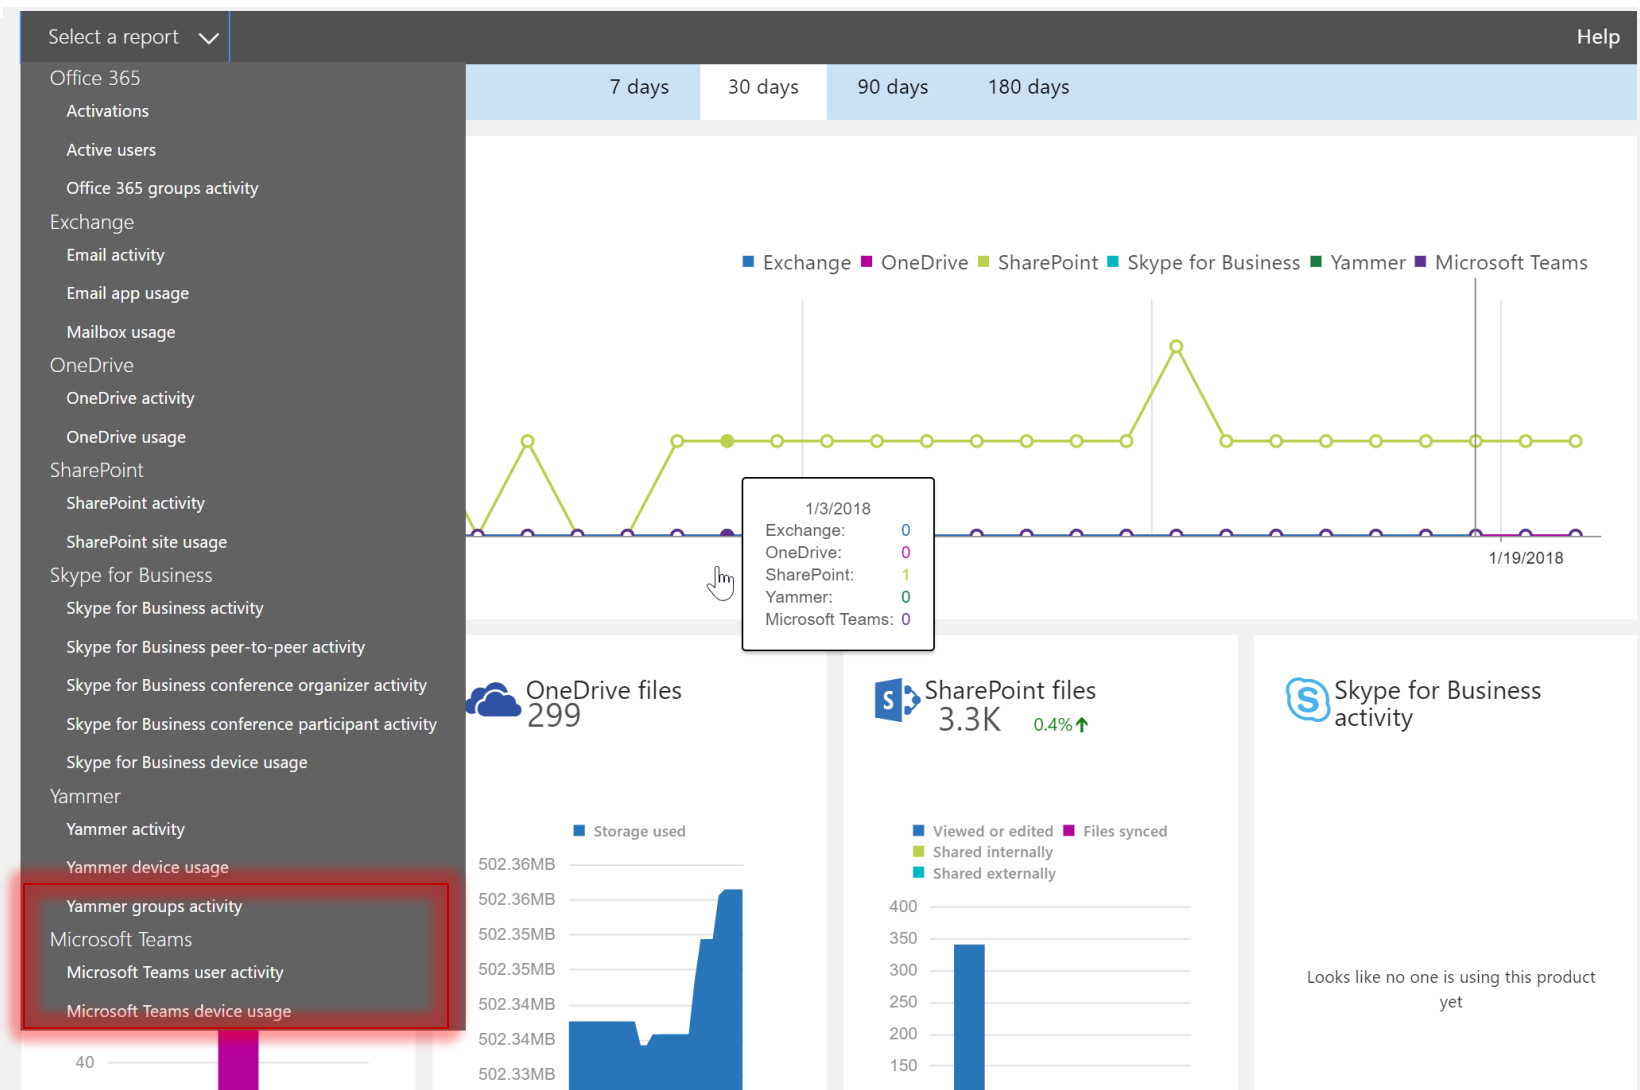 Select a report
Help
Office 365
Activations
Active users
Office 365 groups activity
Exchange
Email activity
Email app usage
Mailbox usage
OneDrive
OneDrive activity
OneDrive usage
SharePoint
SharePoint activity
SharePoint site usage
Skype for Business
Skype for Business activity
Skype for Business peer-to-peer activity
Skype for Business conference organizer activity
Skype for Business conference participant activity
Skype for Business device usage
Yammer
Yammer activity
Yammer device usage
Yammer groups activity
Microsoft Teams
Microsoft Teams user activity
Microsoft Teams device usage
40
7 days 30 days 90 days 180 days
Exchange OneDrive SharePoint Skype for Business Yammer Microsoft Teams
1/19/2018
1/3/2018
Exchange: 0
OneDrive: 0
SharePoint: 1
Yammer: 0
Microsoft Teams: 0
OneDrive files
299
Storage used
502.36MB
502.36MB
502.35MB
502.35MB
502.34MB
502.34MB
502.33MB
S
SharePoint files
3.3K 0.4%
Viewed or edited Files synced
Shared internally
Shared externally
400
350
300
250
200
150
S
Skype for Business
activity
Looks like no one is using this product
yet